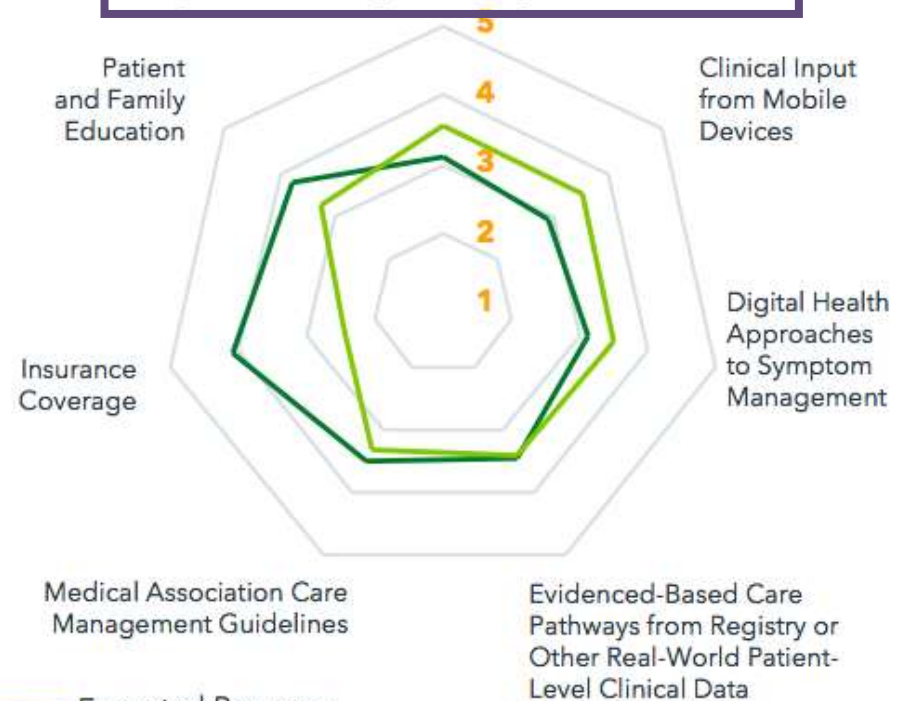 5
Patient
and Family
Education
Clinical Input
from Mobile
Devices
4
3
2
1
Digital Health
Approaches
to Symptom
Management
Insurance
Coverage
Medical Association Care
Management Guidelines
Evidenced-Based Care
Pathways from Registry or
Other Real-World Patient-
Level Clinical Data